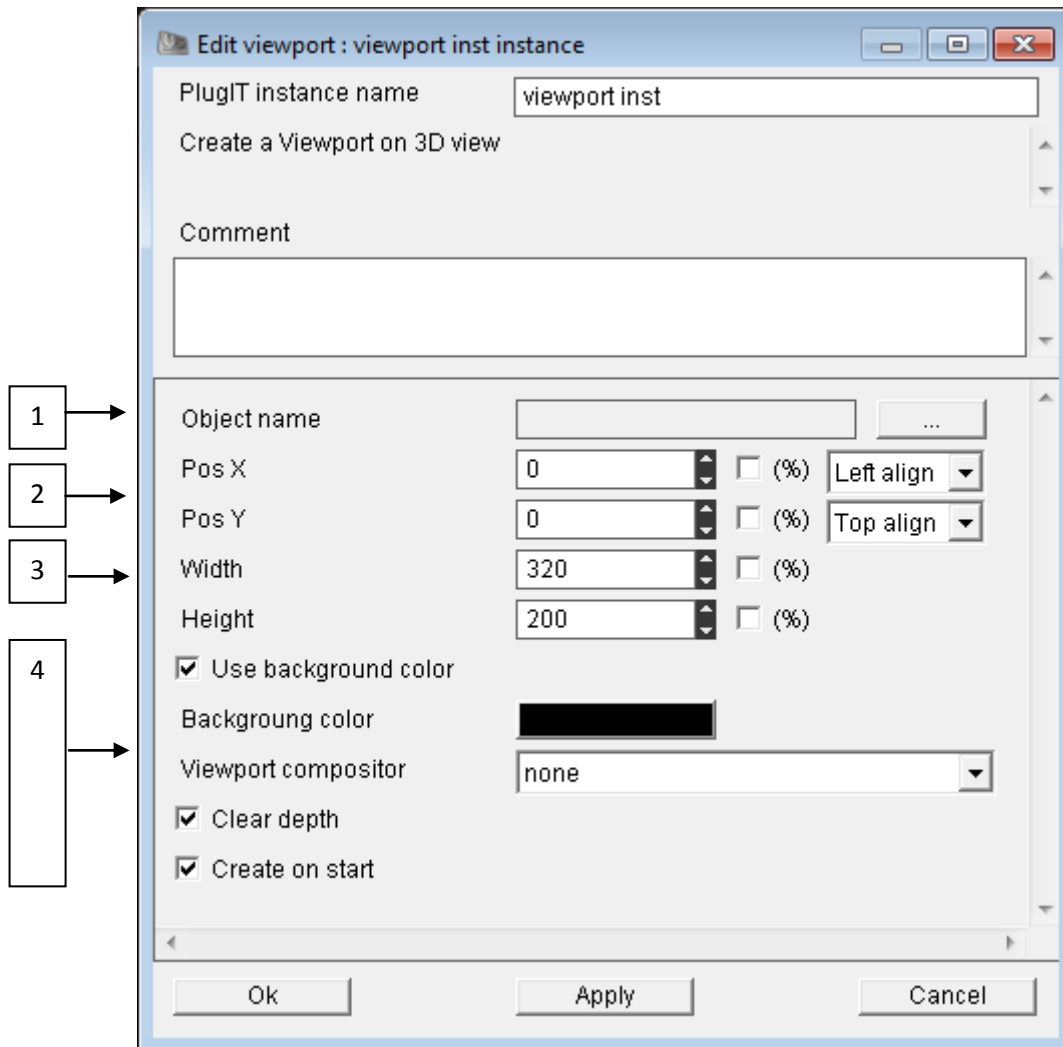 Edit viewport : viewport inst instance
PlugIT instance name viewport inst
Create a Viewport on 3D view
Comment
1 Object name ...
Pos X 0 (%) Left align
2
Pos Y 0 (%) Top align
3 Width 320 (%)
Height 200 (%)
4 Use background color
Backgroung color
Viewport compositor none
Clear depth
Create on start
Ok Apply Cancel